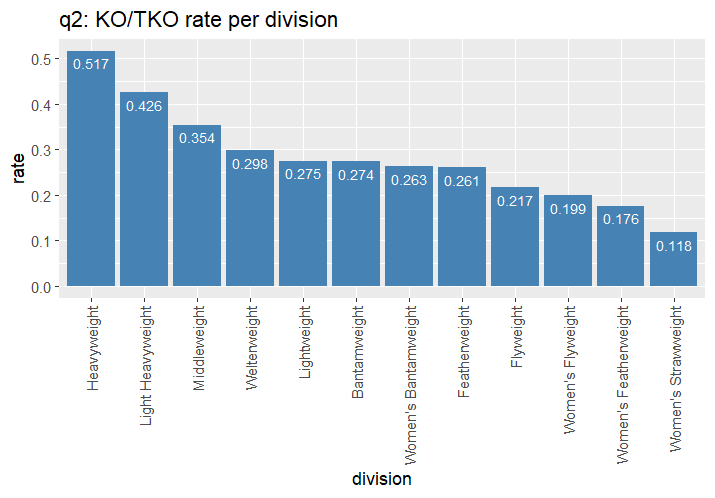 q2: KO/TKO rate per division
rate
0.5
0.4
0.3
0.2
0.1
0.0
0.517
0.426
0.354
0.298
0.275
0.274
0.263
0.261
0.217
0.199
0.176
0.118
Heavyweight
Light Heavyweight
Middleweight
Welterweight
Lightweight
Bantamweight
Women's Bantamweight
Featherweight
Flyweight
Women's Flyweight
Women's Featherweight
Women's Strawweight
division